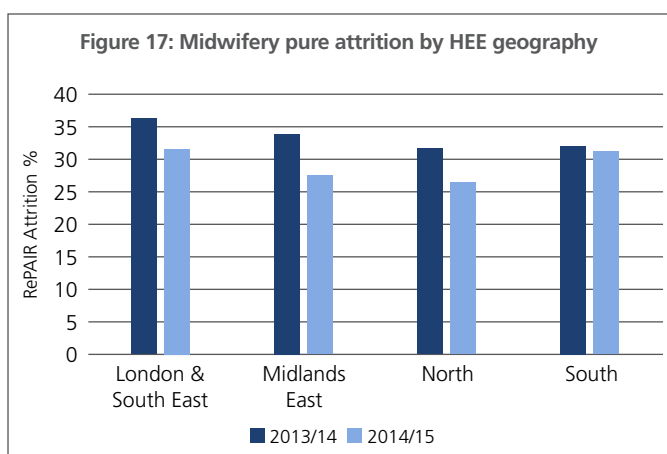 Figure 17: Midwifery pure attrition by HEE geography
RePAIR Attrition %
40
35
30
25
20
15
10
5
0
London &
South East
Midlands
East
North
South
2013/14 2014/15